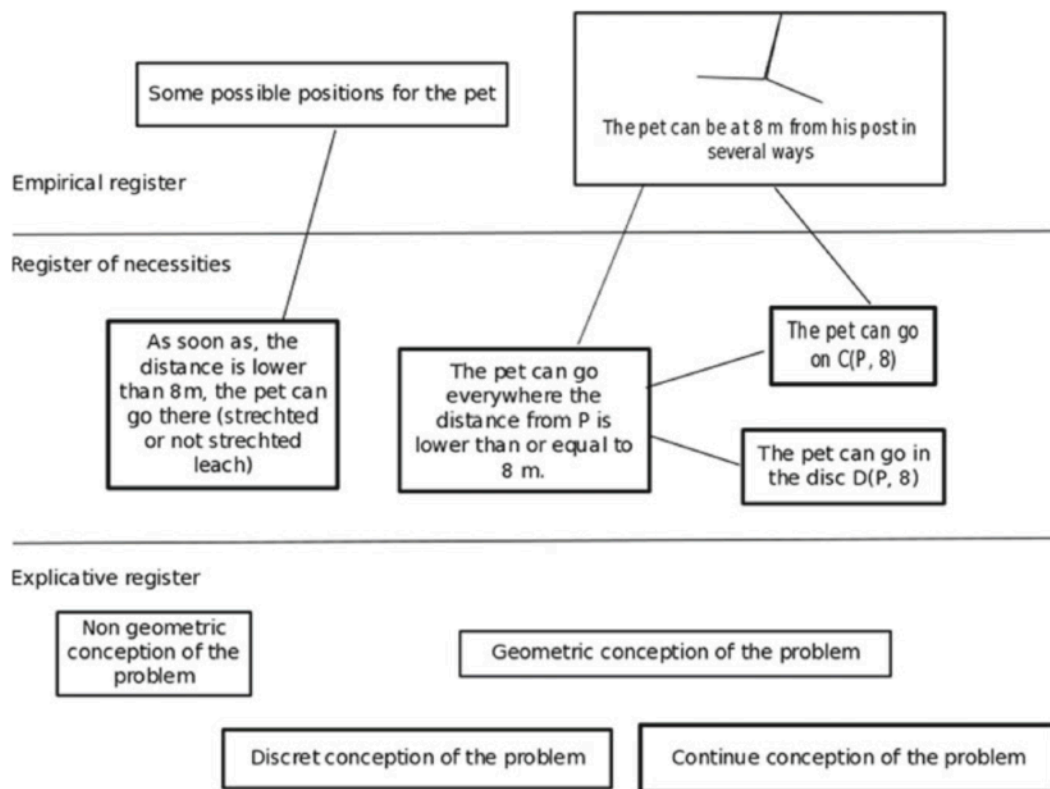 Some possible positions for the pet
The pet can be at 8 m from his post in
several ways
Empirical register
Register of necessities
As soon as, the
distance is lower
than 8m, the pet can
go there (strechted
or not strechted
leach)
The pet can go
everywhere the
distance from P is
lower than or equal to
8 m.
The pet can go
on C(P, 8)
The pet can go in
the disc D(P, 8)
Explicative register
Non geometric
conception of the
problem
Geometric conception of the problem
Discret conception of the problem
Continue conception of the problem